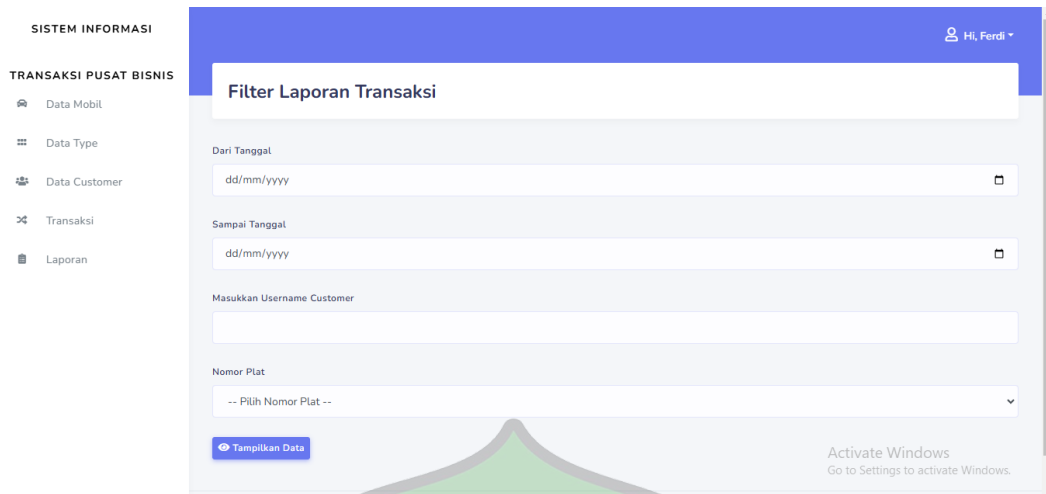 SISTEM INFORMASI
TRANSAKSI PUSAT BISNIS
Data Mobil
Data Type
Data Customer
Transaksi
Laporan
Hi, Ferdi
Filter Laporan Transaksi
Dari Tanggal
dd/mm/yyyy
Sampai Tanggal
dd/mm/yyyy
Masukkan Username Customer
Nomor Plat
-- Pilih Nomor Plat --
Tampilkan Data
Activate Windows
Go to Settings to activate Windows.